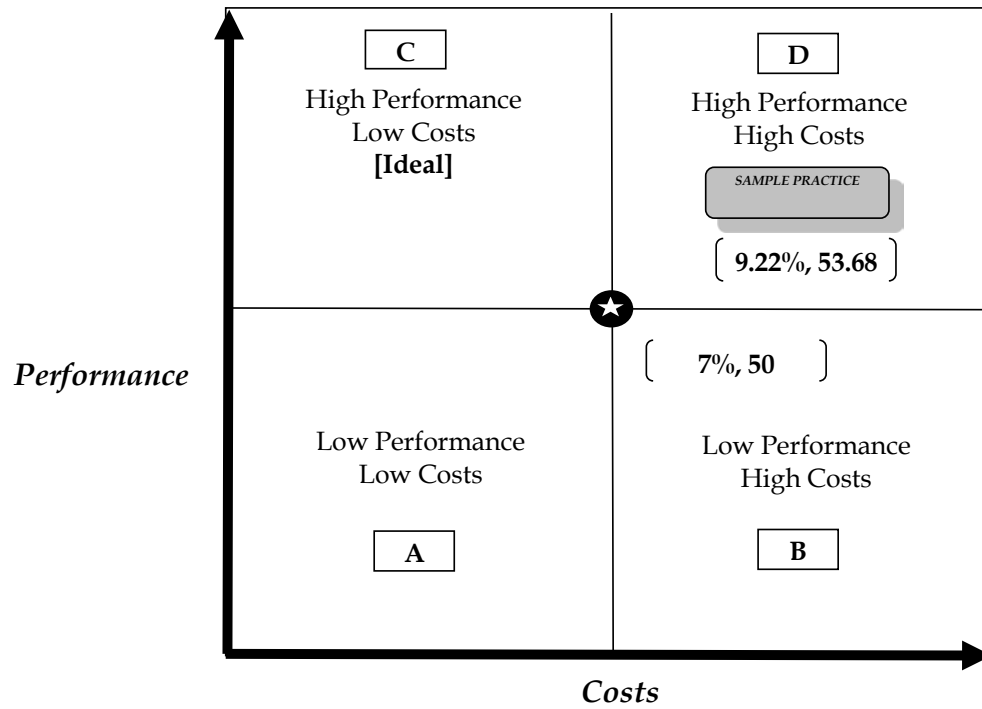 C
High Performance
Low Costs
[Ideal]
D
High Performance
High Costs
SAMPLE PRACTICE
9.22%, 53.68
7%, 50
Performance
Low Performance
Low Costs
A
Low Performance
High Costs
B
Costs